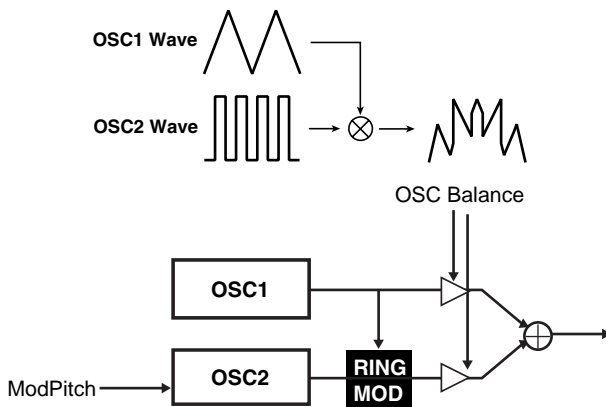 OSC1 Wave
OSC2 Wave
OSC Balance
OSC1
ModPitch
OSC2
RING
MOD